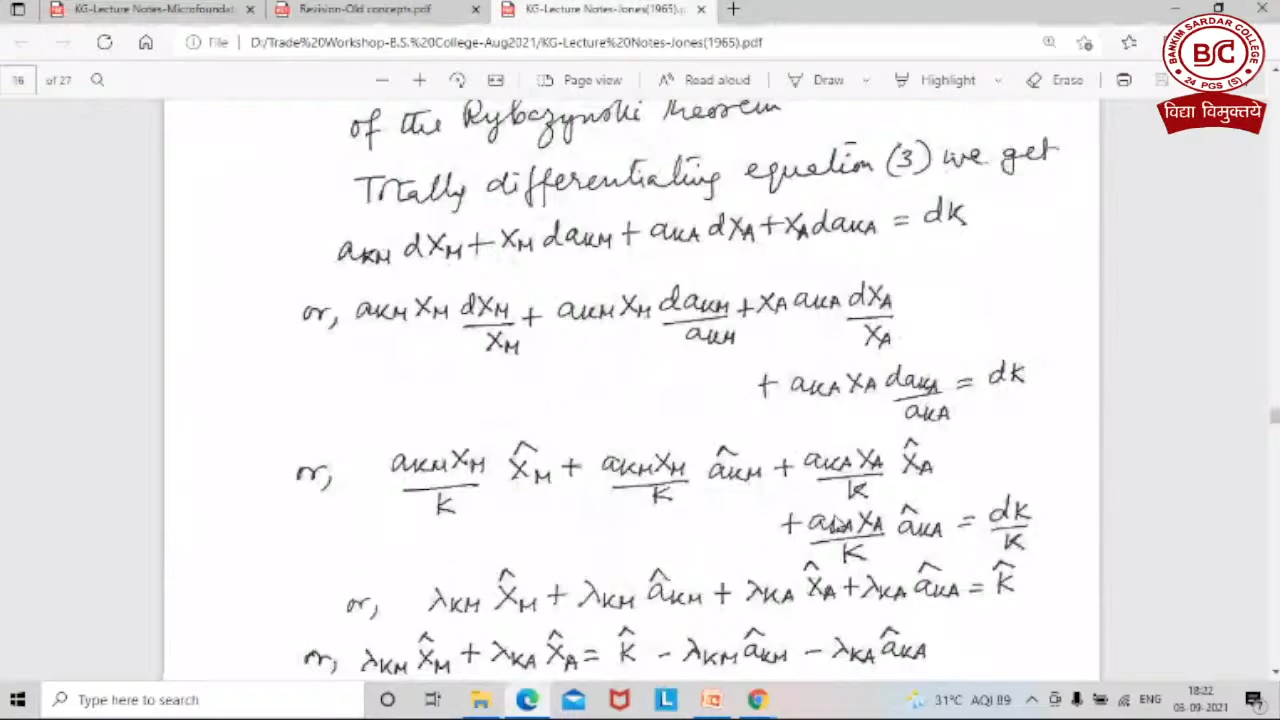 KG-Lecture Notes-Microfoundat
Revision-Old concepts.pdf
KG-Lecture Notes-Jones(1965).p
File D:/Trade%20Workshop-B.S.%20College-Aug2021/KG-Lecture%20Notes-Jones(1965).pdf
16 of 27 Page view Read aloud Draw Highlight Erase
BANKIM SARDAR COLLEGE
BSC
24 PGS (S)
विद्या विमुक्तये
of the Rybczynski theorem
Totally differentiating equation (3) we get
aKM dXM + XM daKM + aKA dXA + XA daKA = dK
or, aKM XM dXM/XM + aKM XM daKM/aKM + XA aKA dXA/XA
+ aKA XA daKA/aKA = dK
or, aKM XM/K X̂M + aKM XM/K âKM + aKA XA/K X̂A
+ aKA XA/K âKA = dK/K
or, λKM X̂M + λKM âKM + λKA X̂A + λKA âKA = K̂
or, λKM X̂M + λKA X̂A = K̂ - λKM âKM - λKA âKA
Type here to search
31°C AQI 89 ENG
18:22
03-09-2021